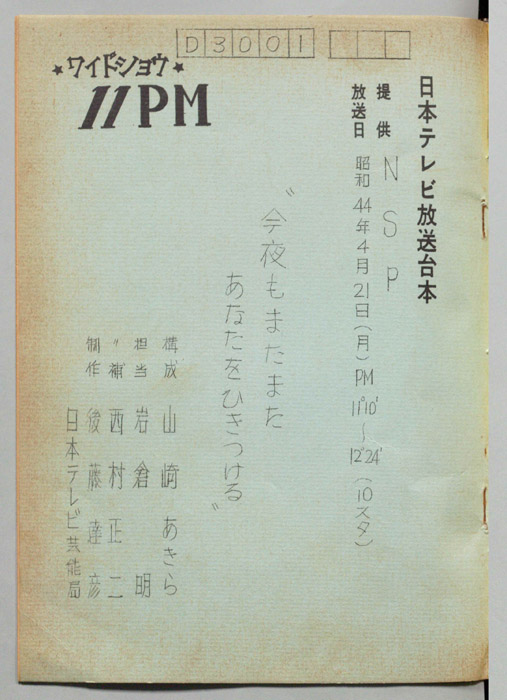 D3001
★ワイドショウ★
11PM
日本テレビ放送台本
提供 NSP
放送日 昭和44年4月21日(月)PM11°10'〜12°24'(10スタ)
"今夜もまたまた
あなたをひきつける"
構成 山崎あきら
担当 岩倉明
〃補 西村正二
制作 後藤達彦
日本テレビ芸能局